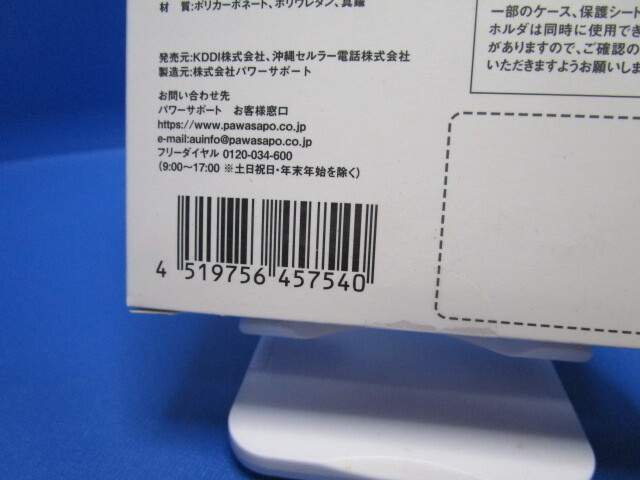 材 質：ポリカーボネート、ポリウレタン、真鍮
発売元：KDDI株式会社、沖縄セルラー電話株式会社
製造元：株式会社パワーサポート
お問い合わせ先
パワーサポート お客様窓口
https://www.pawasapo.co.jp
e-mail:auinfo@pawasapo.co.jp
フリーダイヤル 0120-034-600
(9:00〜17:00 ※土日祝日・年末年始を除く)
4 519756 457540
一部のケース、保護シート
ホルダは同時に使用でき
がありますので、ご確認の
いただきますようお願いしま